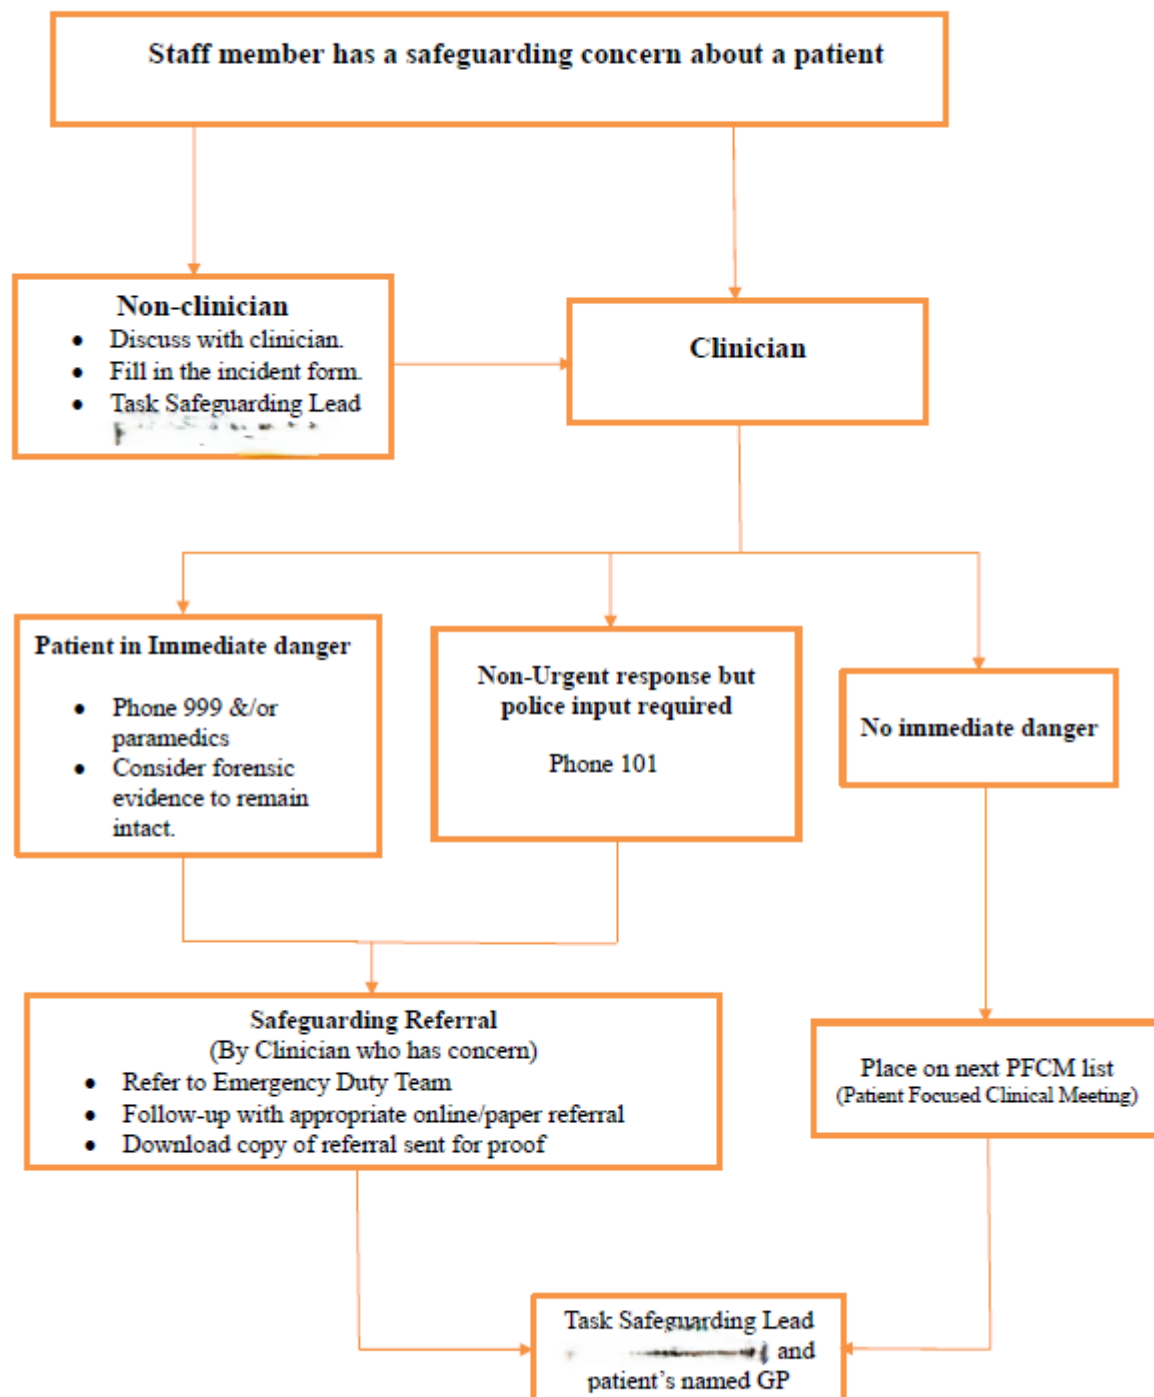 Staff member has a safeguarding concern about a patient
Non-clinician
• Discuss with clinician.
• Fill in the incident form.
• Task Safeguarding Lead
Clinician
Patient in Immediate danger
• Phone 999 &/or
paramedics
• Consider forensic
evidence to remain
intact.
Non-Urgent response but
police input required
Phone 101
No immediate danger
Safeguarding Referral
(By Clinician who has concern)
• Refer to Emergency Duty Team
• Follow-up with appropriate online/paper referral
• Download copy of referral sent for proof
Place on next PFCM list
(Patient Focused Clinical Meeting)
Task Safeguarding Lead
and
patient’s named GP